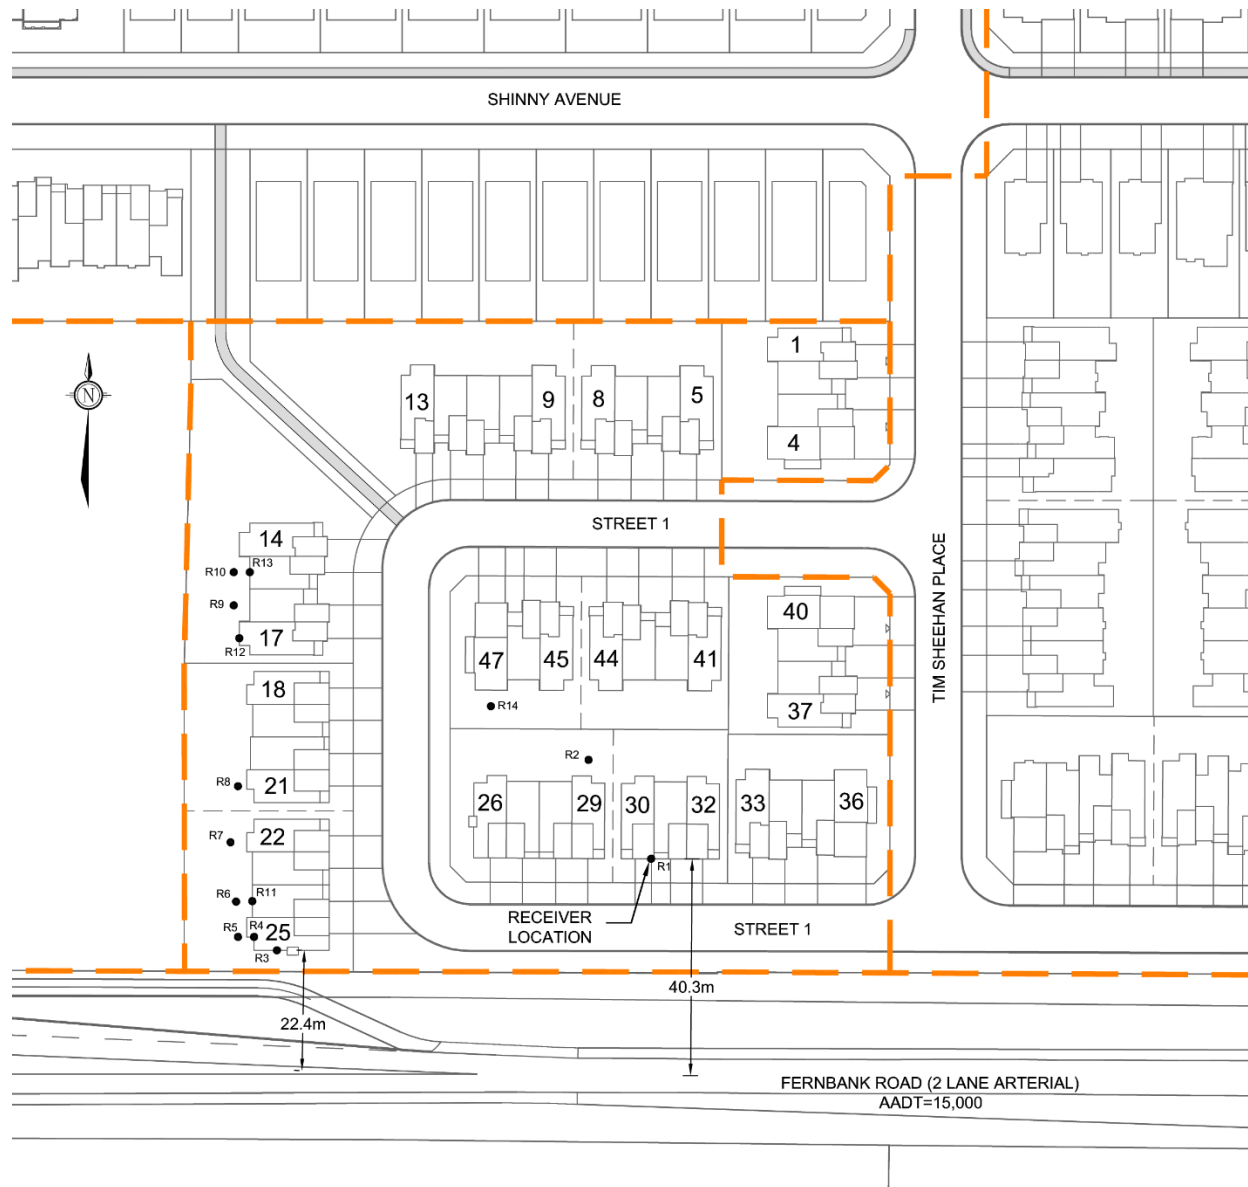 SHINNY AVENUE
N
1
13
9
8
5
4
STREET 1
14
R10
R13
R9
17
R12
40
TIM SHEEHAN PLACE
47
45
44
41
18
R14
37
R2
R8
21
26
29
30
32
33
36
R7
22
R1
R6
R11
RECEIVER
LOCATION
STREET 1
R5
R4
25
R3
40.3m
22.4m
FERNBANK ROAD (2 LANE ARTERIAL)
AADT=15,000